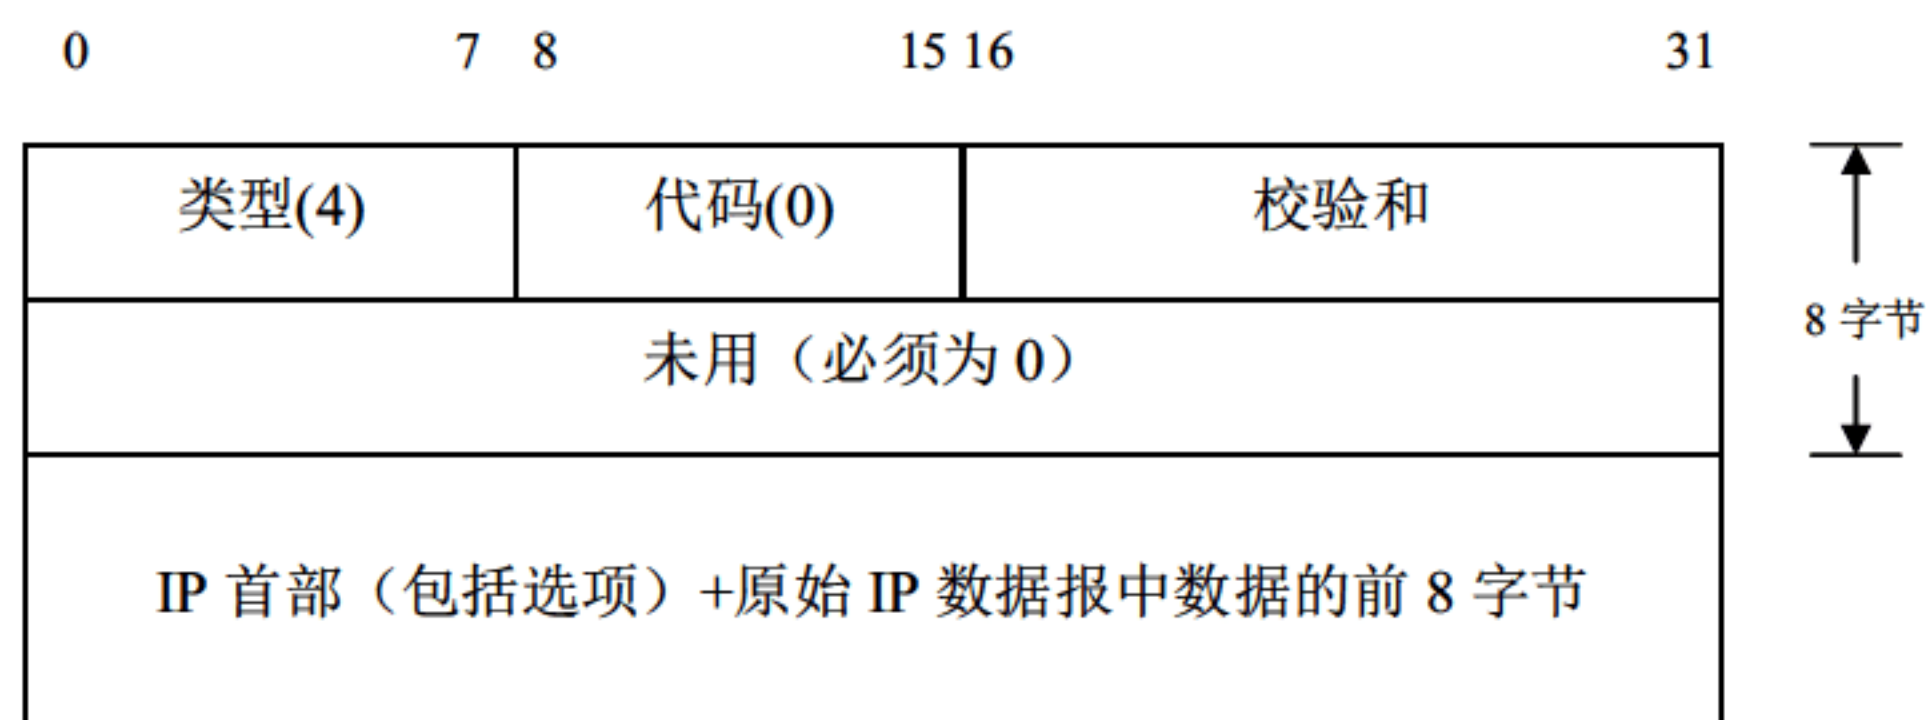 0 7 8 15 16 31
类型(4) 代码(0) 校验和
8 字节
未用（必须为 0）
IP 首部（包括选项）+原始 IP 数据报中数据的前 8 字节